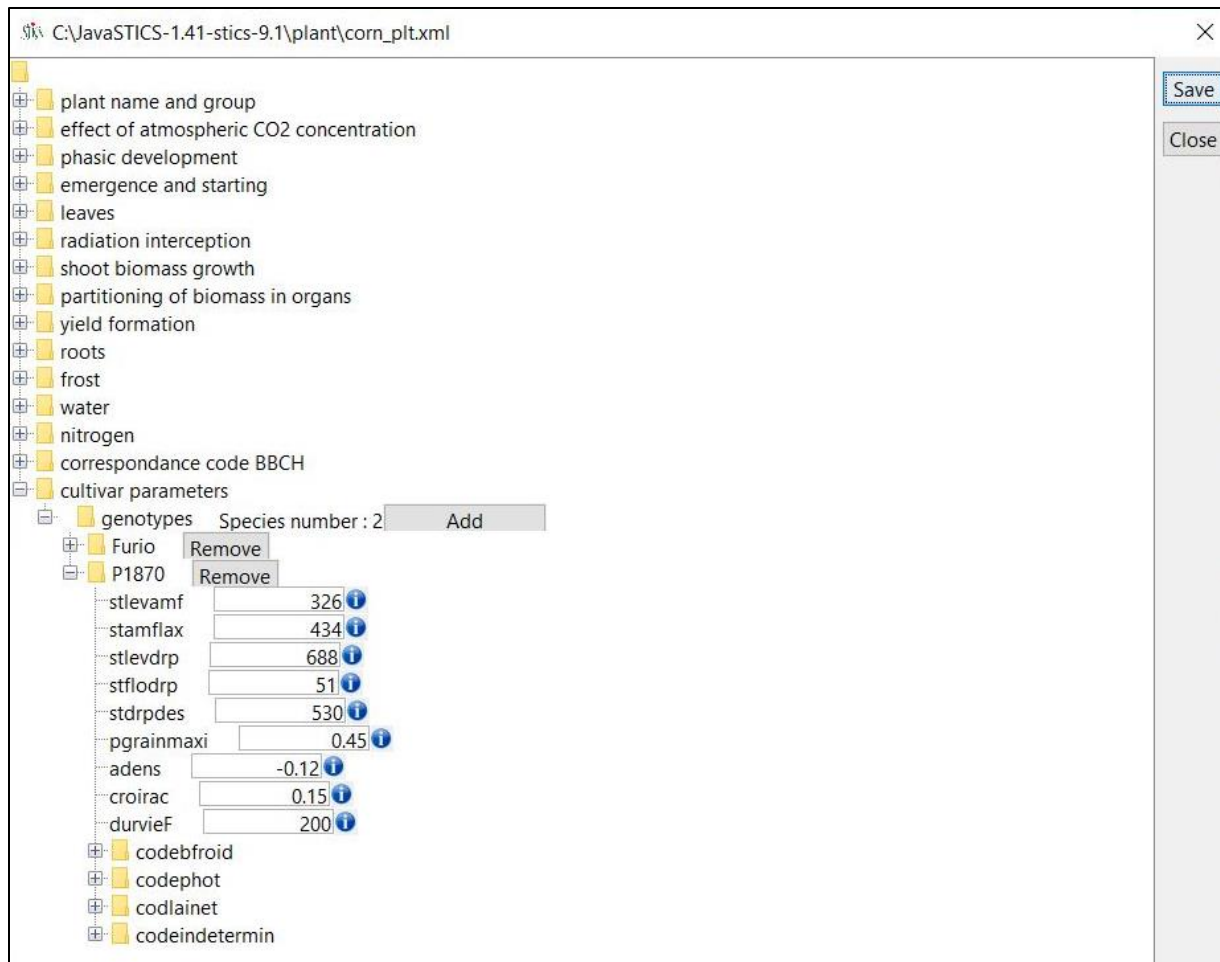 STICS C:\JavaSTICS-1.41-stics-9.1\plant\corn_plt.xml
Save
Close
plant name and group
effect of atmospheric CO2 concentration
phasic development
emergence and starting
leaves
radiation interception
shoot biomass growth
partitioning of biomass in organs
yield formation
roots
frost
water
nitrogen
correspondance code BBCH
cultivar parameters
genotypes Species number : 2 Add
Furio Remove
P1870 Remove
stlevamf 326
stamflax 434
stlevdrp 688
stflodrp 51
stdrpdes 530
pgrainmaxi 0.45
adens -0.12
croirac 0.15
durvieF 200
codebfroid
codephot
codlainet
codeindetermin